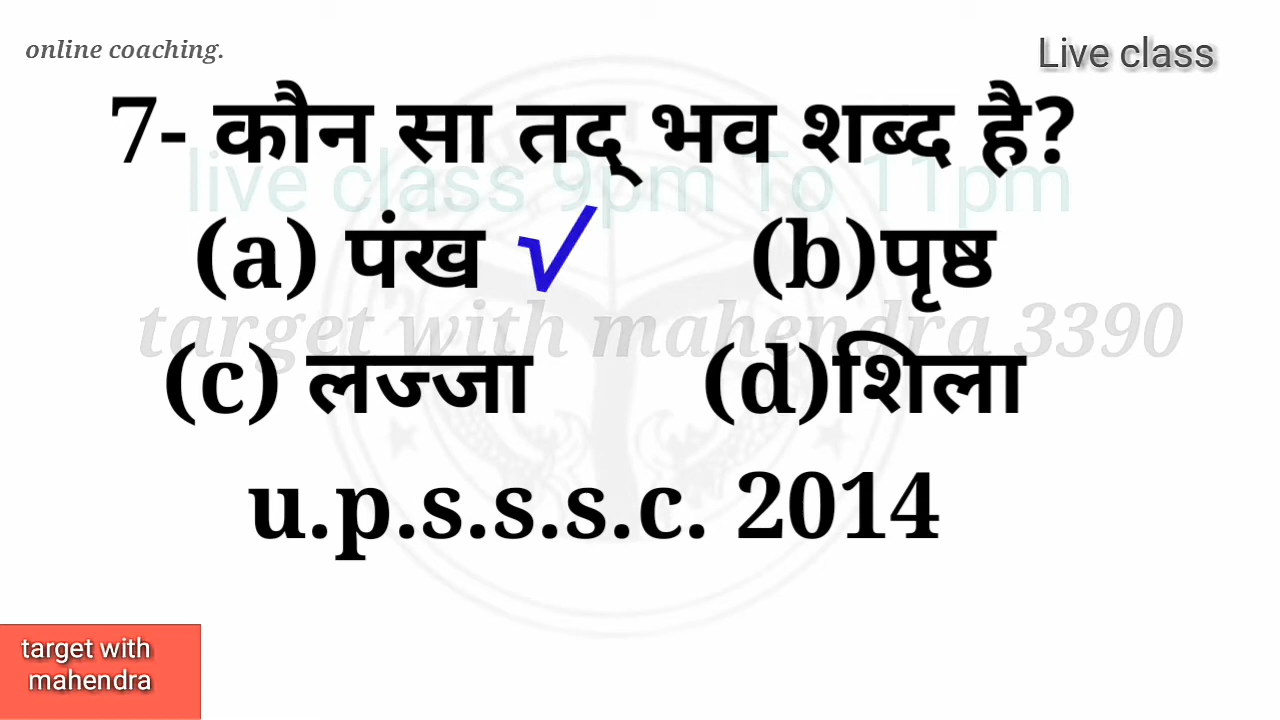 online coaching.
Live class
7- कौन सा तद् भव शब्द है?
live class 9pm To 11pm
(a) पंख √ (b)पृष्ठ
target with mahendra 3390
(c) लज्जा (d)शिला
u.p.s.s.s.c. 2014
target with
mahendra